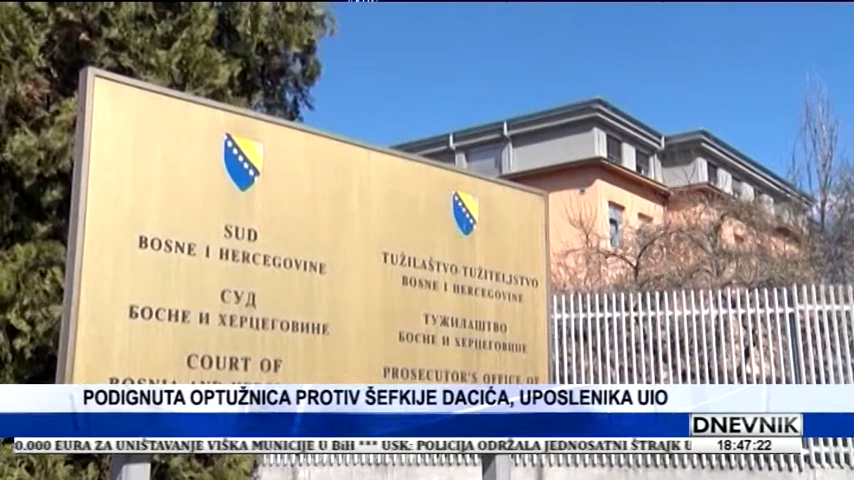 SUD
BOSNE I HERCEGOVINE
СУД
БОСНЕ И ХЕРЦЕГОВИНЕ
COURT OF
BOSNIA AND
TUŽILAŠTVO-TUŽITELJSTVO
BOSNE I HERCEGOVINE
ТУЖИЛАШТВО
БОСНЕ И ХЕРЦЕГОВИНЕ
PROSECUTOR'S OFFICE OF
PODIGNUTA OPTUŽNICA PROTIV ŠEFKIJE DACIĆA, UPOSLENIKA UIO
DNEVNIK
18:47:22
0.000 EURA ZA UNIŠTAVANJE VIŠKA MUNICIJE U BiH *** USK: POLICIJA ODRŽALA JEDNOSATNI ŠTRAJK U